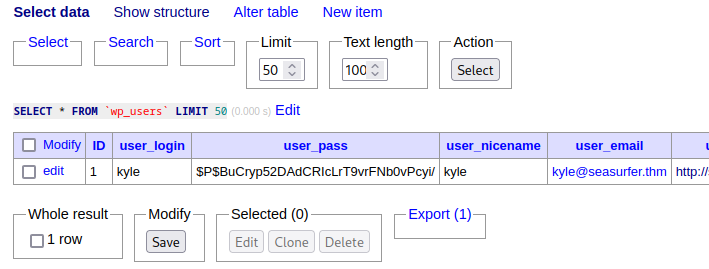 Select data Show structure Alter table New item
Select Search Sort Limit Text length Action
50 100 Select
SELECT * FROM `wp_users` LIMIT 50 (0.000 s) Edit
Modify ID user_login user_pass user_nicename user_email
edit 1 kyle $P$BuCryp52DAdCRIcLrT9vrFNb0vPcyi/ kyle kyle@seasurfer.thm http://
Whole result Modify Selected (0) Export (1)
1 row Save Edit Clone Delete